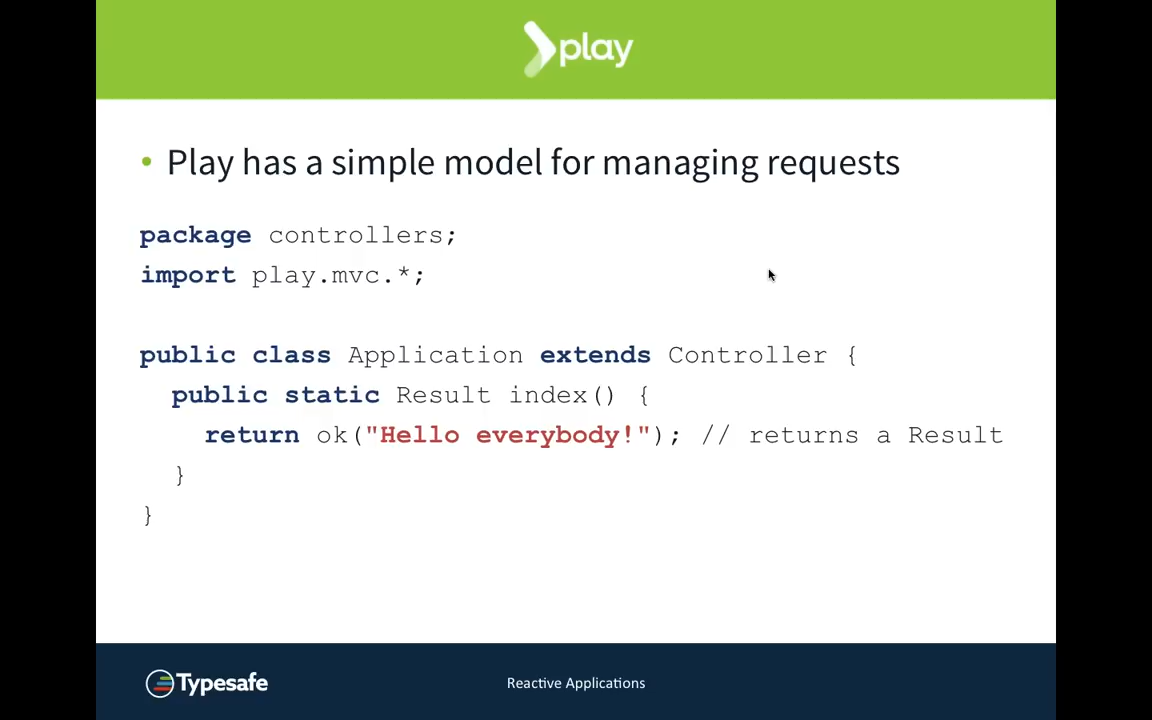 play
• Play has a simple model for managing requests
package controllers;
import play.mvc.*;
public class Application extends Controller {
  public static Result index() {
    return ok("Hello everybody!"); // returns a Result
  }
}
Typesafe
Reactive Applications